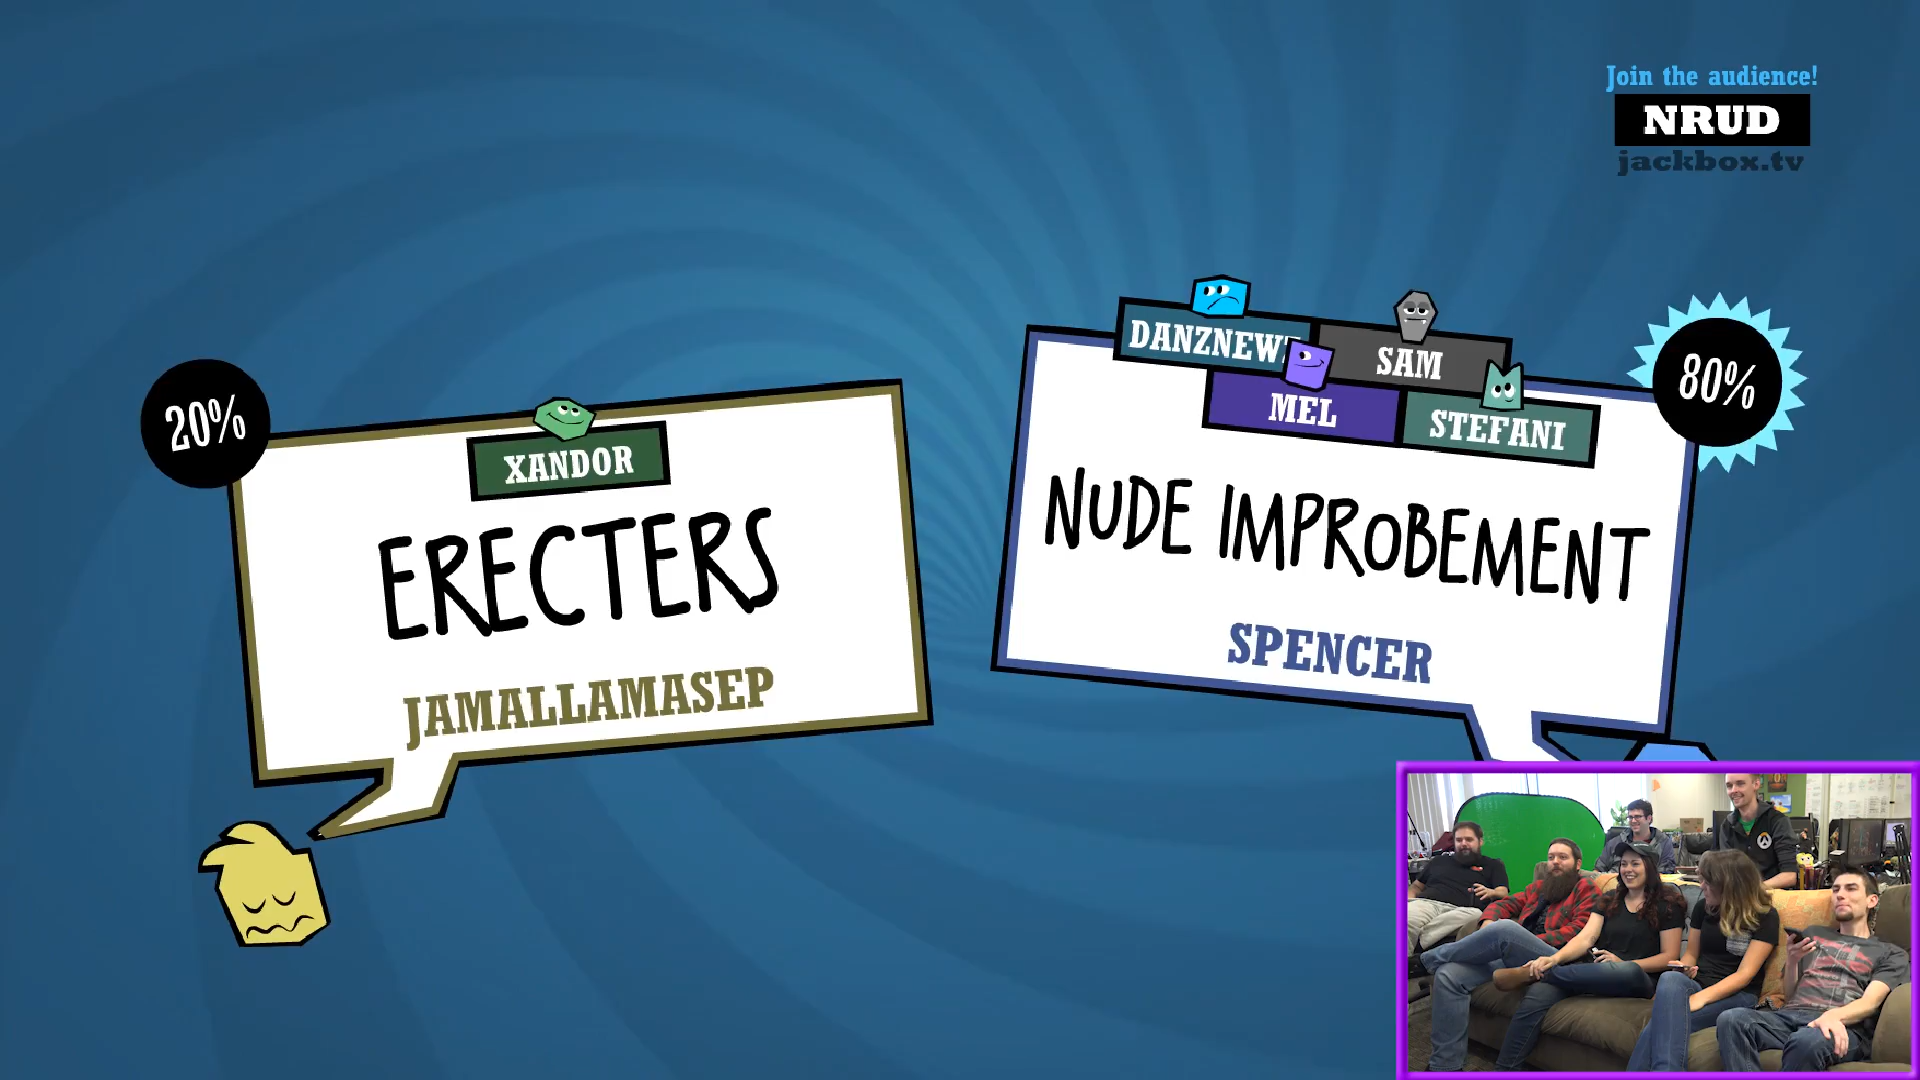 Join the audience!
NRUD
jackbox.tv
20%
XANDOR
ERECTERS
JAMALLAMASEP
DANZNEW
SAM
MEL
STEFANI
80%
NUDE IMPROBEMENT
SPENCER